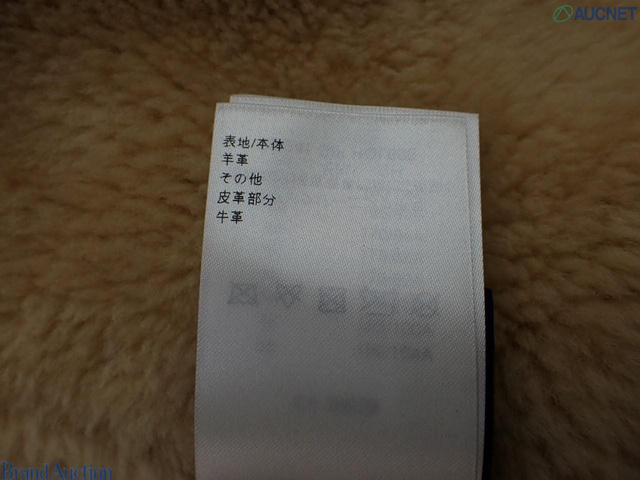 AUCNET
表地/本体
羊革
その他
皮革部分
牛革
Brand Auction